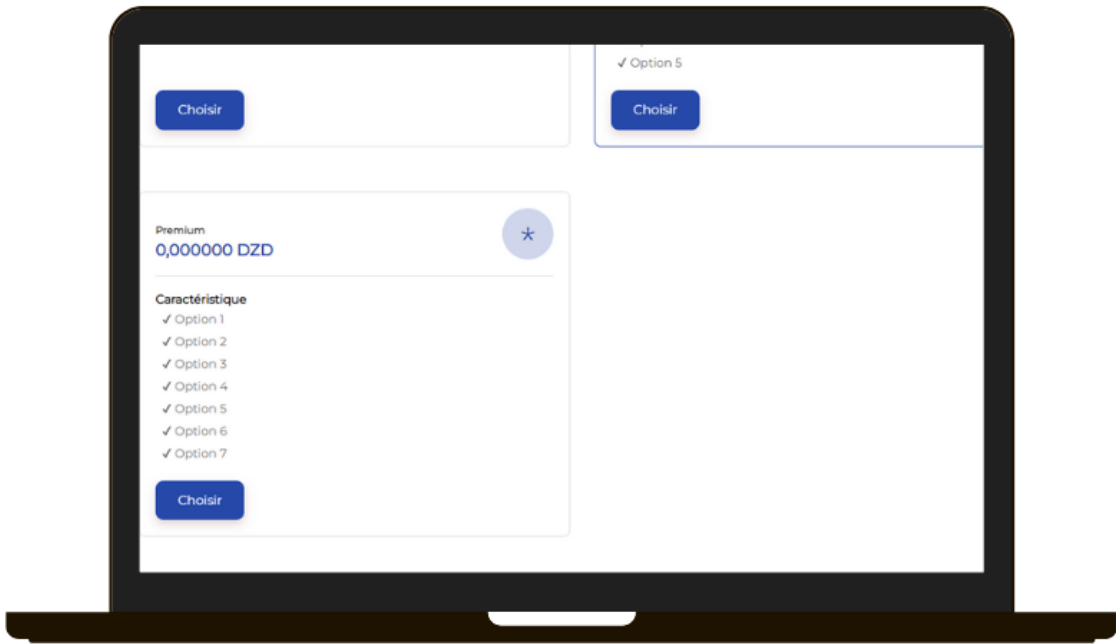 ✓ Option 5
Choisir
Choisir
Premium
0,000000 DZD
*
Caractéristique
✓ Option 1
✓ Option 2
✓ Option 3
✓ Option 4
✓ Option 5
✓ Option 6
✓ Option 7
Choisir